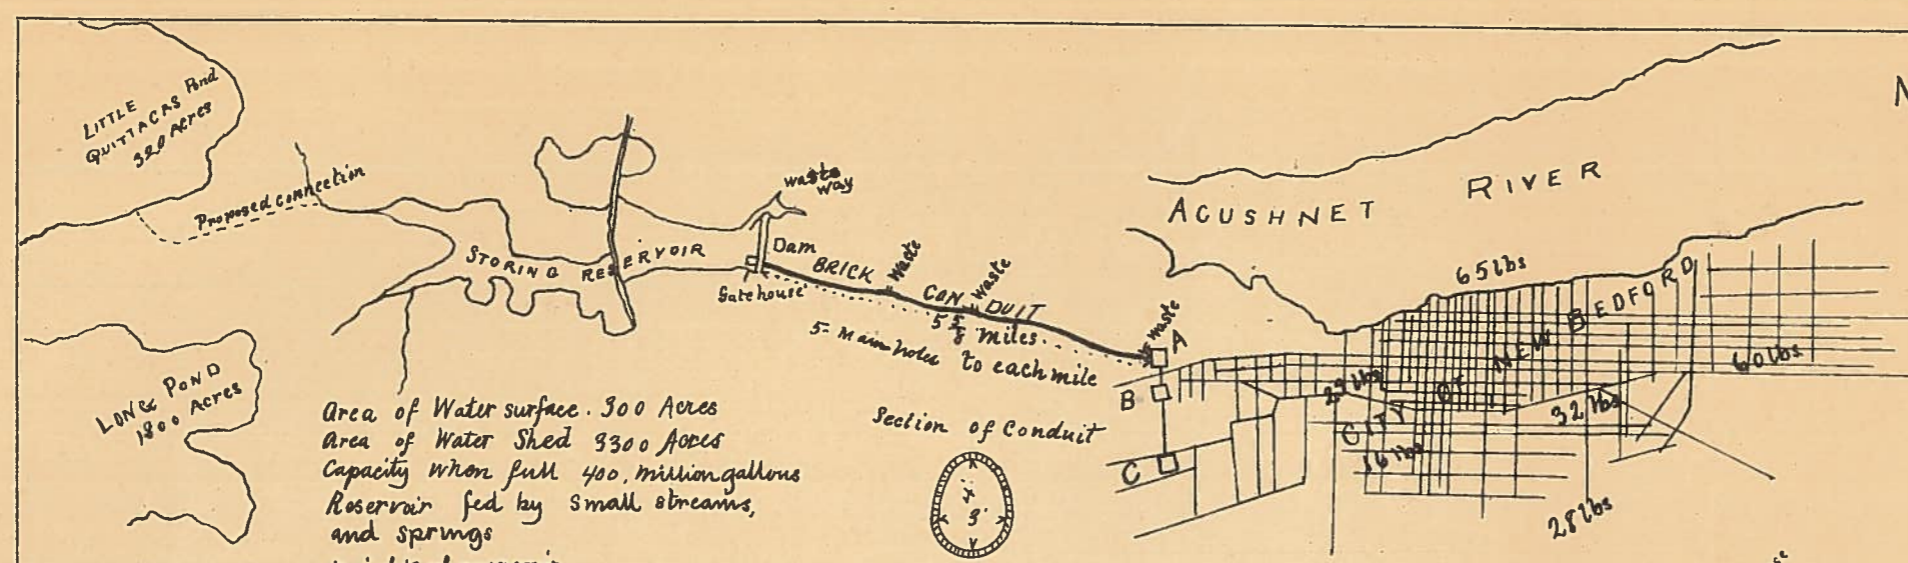 LITTLE
QUITTACAS Pond
320 Acres
Proposed connection
STORING RESERVOIR
waste
way
Dam
Gatehouse
BRICK CONDUIT
Waste
waste
5 5/8 miles
5 Manholes to each mile
waste
A
B
C
ACUSHNET RIVER
65 lbs
CITY OF NEW BEDFORD
60 lbs
32 lbs
16 lbs
28 lbs
LONG POND
1800 Acres
Area of Water surface. 300 Acres
Area of Water Shed 3300 Acres
Capacity when full 400, million gallons
Reservoir fed by small streams,
and springs
Section of Conduit
4'
3'